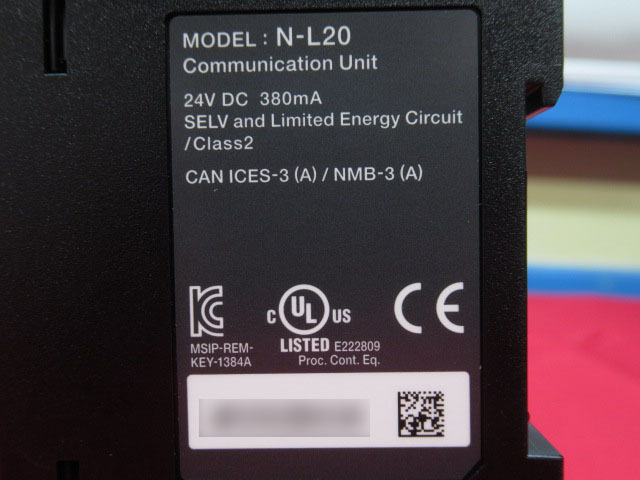 MODEL : N-L20
Communication Unit
24V DC 380mA
SELV and Limited Energy Circuit
/Class2
CAN ICES-3 (A) / NMB-3 (A)
C UL US
CE
MSIP-REM-
KEY-1384A
LISTED E222809
Proc. Cont. Eq.